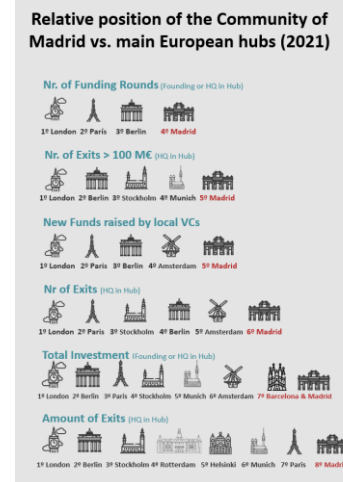 Relative position of the Community of
Madrid vs. main European hubs (2021)
Nr. of Funding Rounds (Founding or HQ in Hub)
1º London 2º Paris 3º Berlin 4º Madrid
Nr. of Exits > 100 M€ (HQ in Hub)
1º London 2º Berlin 3º Stockholm 4º Munich 5º Madrid
New Funds raised by local VCs
1º London 2º Paris 3º Berlin 4º Amsterdam 5º Madrid
Nr of Exits (HQ in Hub)
1º London 2º Paris 3º Stockholm 4º Berlin 5º Amsterdam 6º Madrid
Total Investment (Founding or HQ in Hub)
1º London 2º Berlin 3º Paris 4º Stockholm 5º Munich 6º Amsterdam 7º Barcelona & Madrid
Amount of Exits (HQ in Hub)
1º London 2º Berlin 3º Stockholm 4º Rotterdam 5º Helsinki 6º Munich 7º Paris 8º Mad